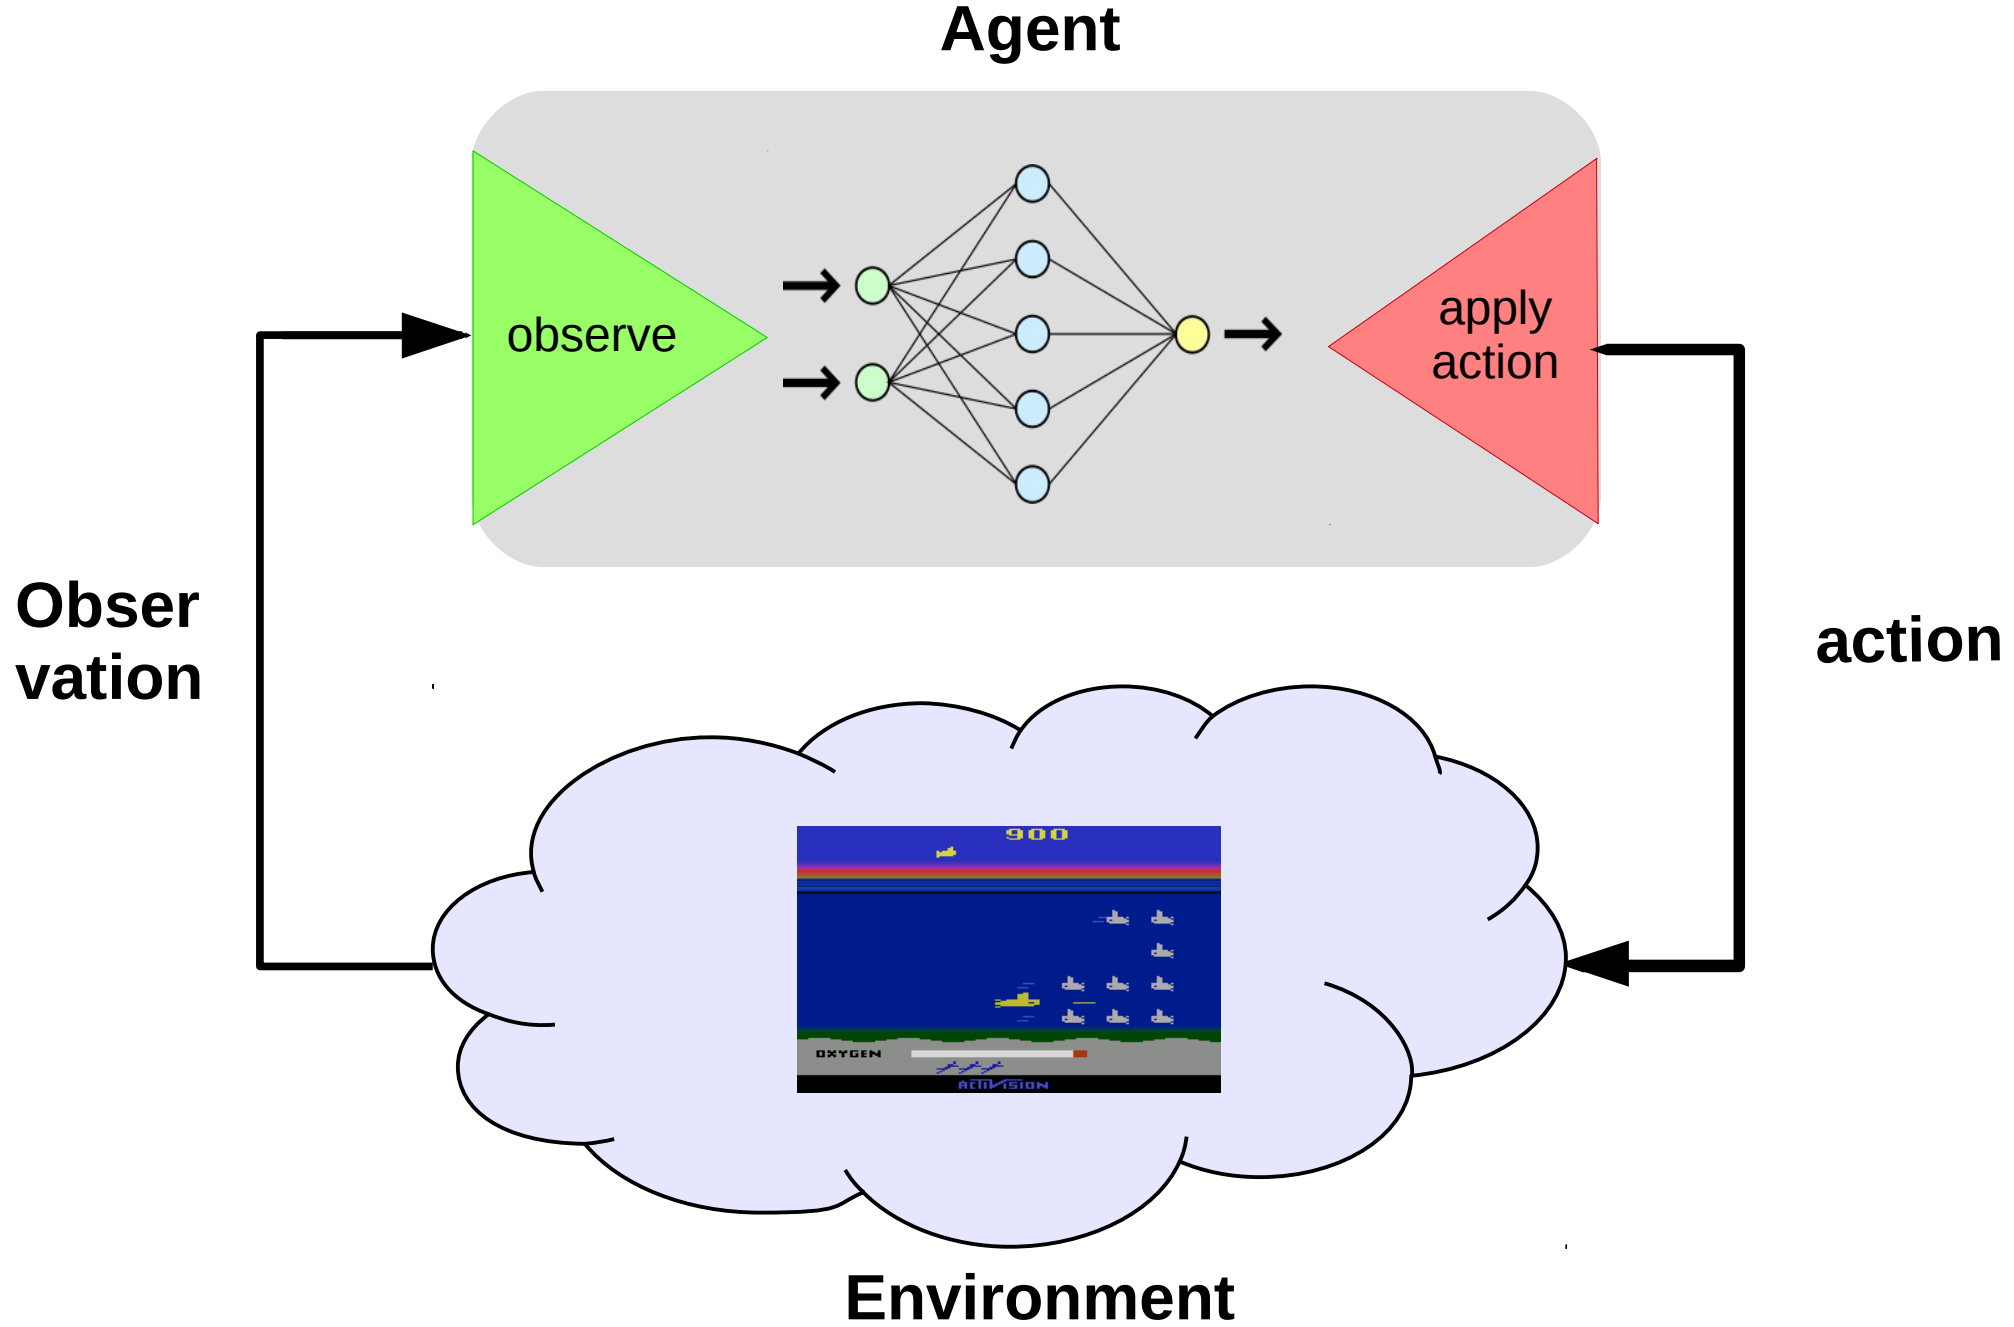 Agent
observe
apply
action
Obser
vation
action
900
OXYGEN
ACTIVISION
Environment